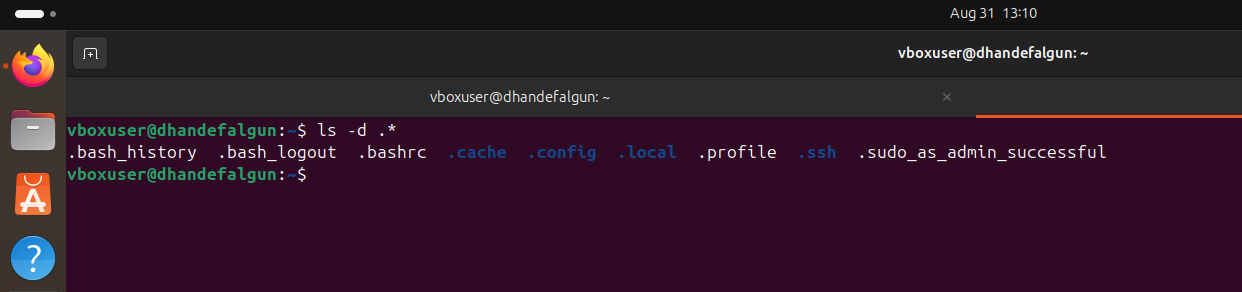 Aug 31 13:10
vboxuser@dhandefalgun: ~
vboxuser@dhandefalgun: ~
vboxuser@dhandefalgun:~$ ls -d .*
.bash_history .bash_logout .bashrc .cache .config .local .profile .ssh .sudo_as_admin_successful
vboxuser@dhandefalgun:~$